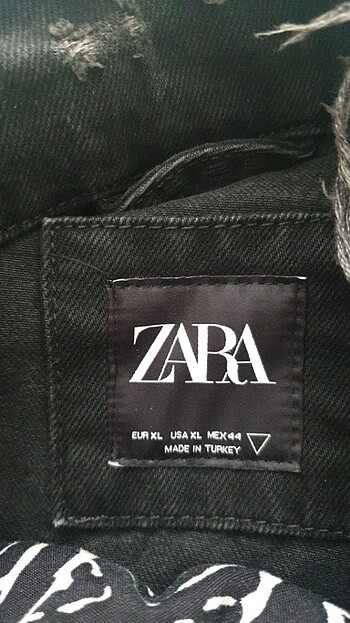 ZARA
EUR XL USA XL MEX 44
MADE IN TURKEY